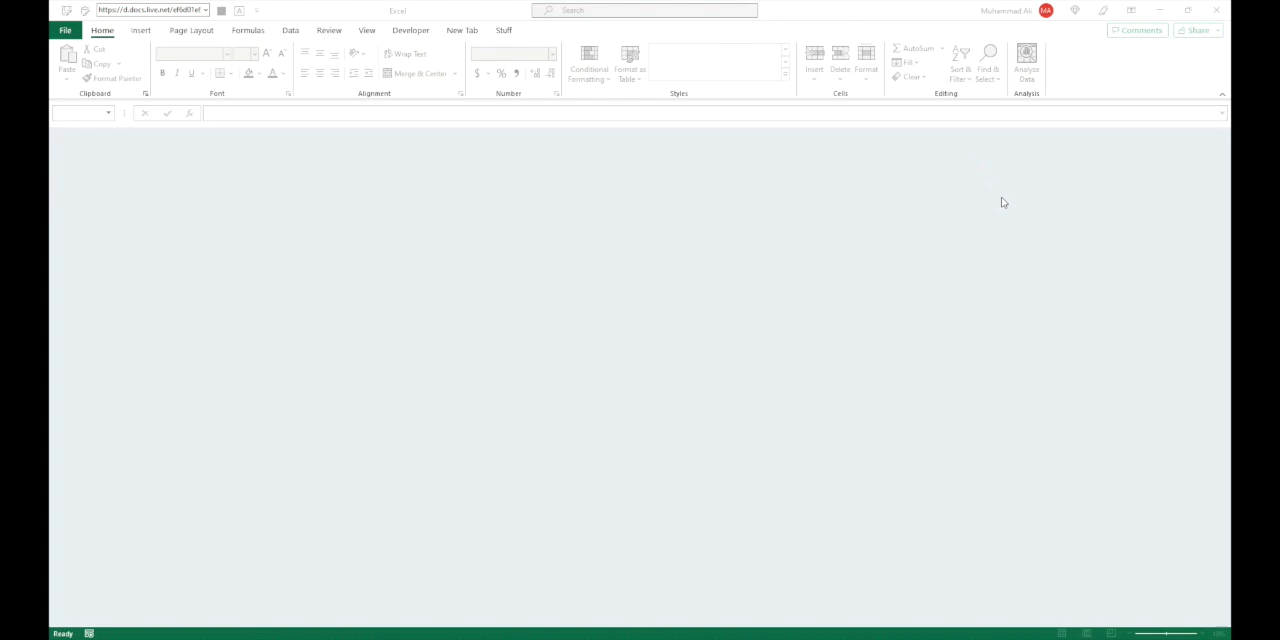 https://d.docs.live.net/ef6d01e Excel Search Muhammad Ali MA
File Home Insert Page Layout Formulas Data Review View Developer New Tab Stuff Comments Share
Paste Cut Copy Format Painter
Clipboard
B I U A A A
Font
Wrap Text
Merge & Center
Alignment
$ %
Number
Conditional Formatting
Format as Table
Styles
Insert Delete Format
Cells
AutoSum
Fill
Clear
Sort & Filter
Find & Select
Editing
Analyze Data
Analysis
fx
Ready